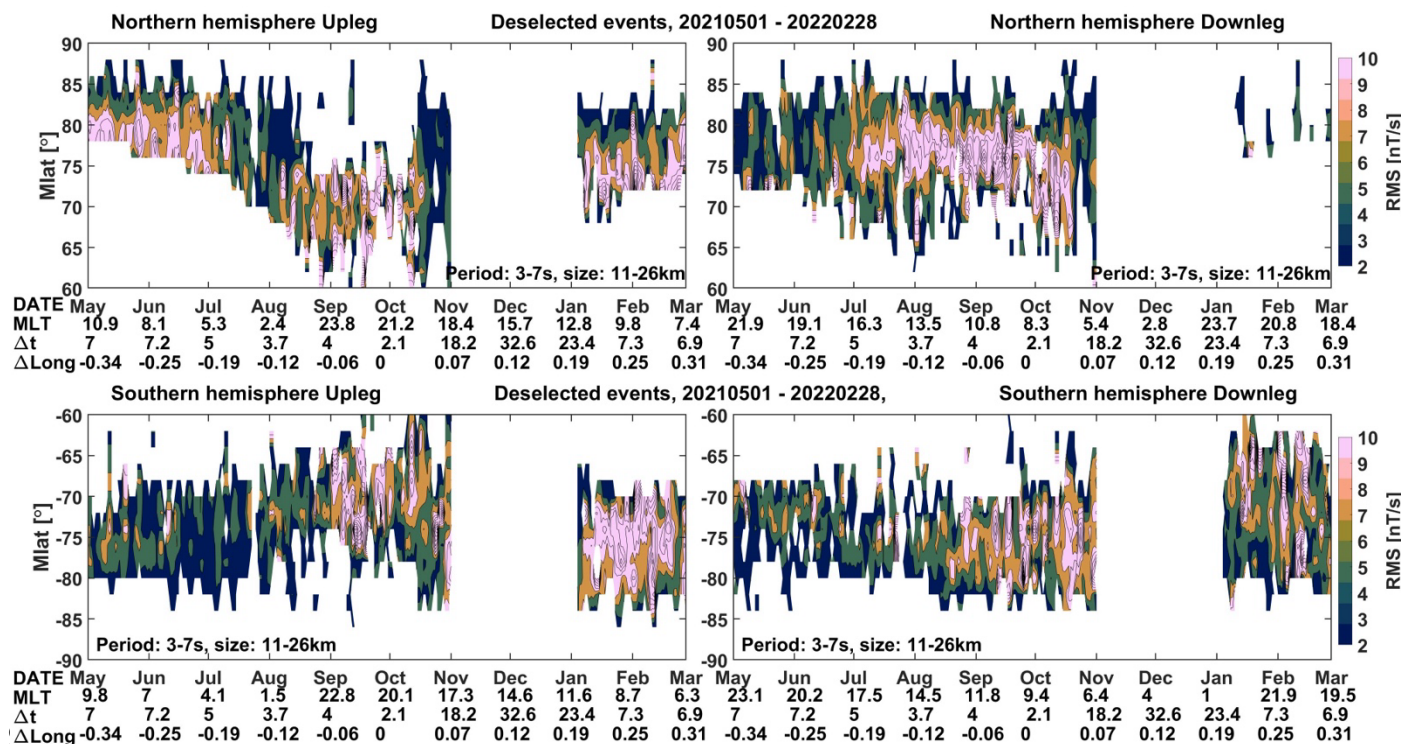 Northern hemisphere Upleg Deselected events, 20210501 - 20220228 Northern hemisphere Downleg
90 90
85 85 10
80 80 9
75 75 8
70 70 7
65 65 6
60 60 5
4
3
2
Mlat [°]
RMS [nT/s]
Period: 3-7s, size: 11-26km Period: 3-7s, size: 11-26km
DATE May Jun Jul Aug Sep Oct Nov Dec Jan Feb Mar May Jun Jul Aug Sep Oct Nov Dec Jan Feb Mar
MLT 10.9 8.1 5.3 2.4 23.8 21.2 18.4 15.7 12.8 9.8 7.4 21.9 19.1 16.3 13.5 10.8 8.3 5.4 2.8 23.7 20.8 18.4
Δt 7 7.2 5 3.7 4 2.1 18.2 32.6 23.4 7.3 6.9 7 7.2 5 3.7 4 2.1 18.2 32.6 23.4 7.3 6.9
ΔLong -0.34 -0.25 -0.19 -0.12 -0.06 0 0.07 0.12 0.19 0.25 0.31 -0.34 -0.25 -0.19 -0.12 -0.06 0 0.07 0.12 0.19 0.25 0.31
Southern hemisphere Upleg Deselected events, 20210501 - 20220228, Southern hemisphere Downleg
-60 -60
-65 -65 10
-70 -70 9
-75 -75 8
-80 -80 7
-85 -85 6
-90 -90 5
4
3
2
Mlat [°]
RMS [nT/s]
Period: 3-7s, size: 11-26km Period: 3-7s, size: 11-26km
DATE May Jun Jul Aug Sep Oct Nov Dec Jan Feb Mar May Jun Jul Aug Sep Oct Nov Dec Jan Feb Mar
MLT 9.8 7 4.1 1.5 22.8 20.1 17.3 14.6 11.6 8.7 6.3 23.1 20.2 17.5 14.5 11.8 9.4 6.4 4 1 21.9 19.5
Δt 7 7.2 5 3.7 4 2.1 18.2 32.6 23.4 7.3 6.9 7 7.2 5 3.7 4 2.1 18.2 32.6 23.4 7.3 6.9
ΔLong -0.34 -0.25 -0.19 -0.12 -0.06 0 0.07 0.12 0.19 0.25 0.31 -0.34 -0.25 -0.19 -0.12 -0.06 0 0.07 0.12 0.19 0.25 0.31